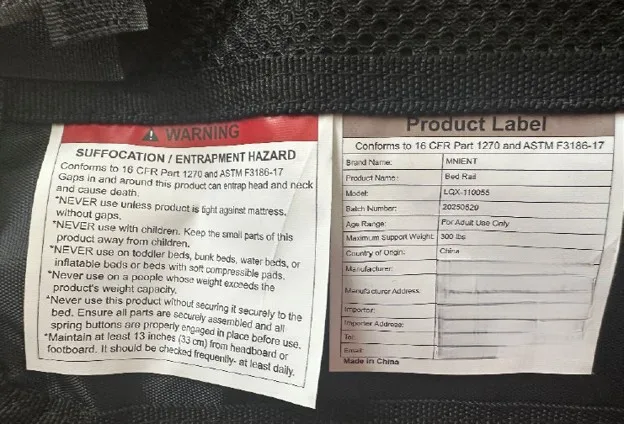 WARNING
SUFFOCATION / ENTRAPMENT HAZARD
Conforms to 16 CFR Part 1270 and ASTM F3186-17
Gaps in and around this product can entrap head and neck
and cause death.
*NEVER use unless product is tight against mattress,
without gaps.
*NEVER use with children. Keep the small parts of this
product away from children.
*NEVER use on toddler beds, bunk beds, water beds, or
inflatable beds or beds with soft compressible pads.
*Never use on a people whose weight exceeds the
product's weight capacity.
*Never use this product without securing it securely to the
bed. Ensure all parts are securely assembled and all
spring buttons are properly engaged in place before use.
*Maintain at least 13 inches (33 cm) from headboard or
footboard. It should be checked frequently- at least daily.
Product Label
Conforms to 16 CFR Part 1270 and ASTM F3186-17
Brand Name: MNIENT
Product Name: Bed Rail
Model: LQX-110055
Batch Number: 20250520
Age Range: For Adult Use Only
Maximum Support Weight: 300 lbs
Country of Origin: China
Manufacturer:
Manufacturer Address:
Importer:
Importer Address:
Tel:
Email:
Made in China